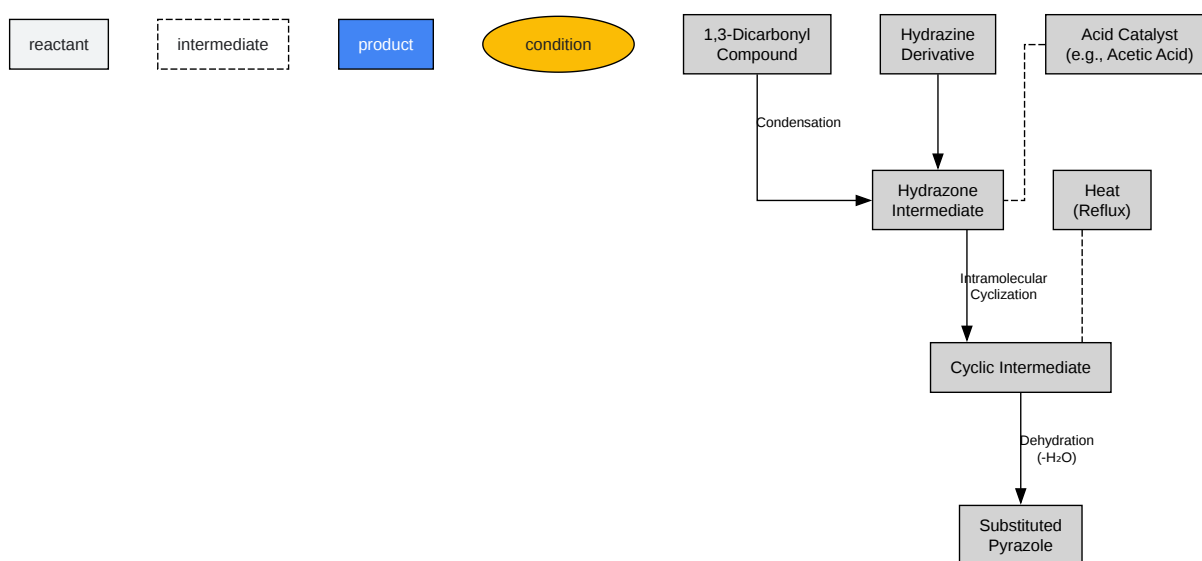 reactant
intermediate
product
condition
1,3-Dicarbonyl
Compound
Hydrazine
Derivative
Acid Catalyst
(e.g., Acetic Acid)
Condensation
Hydrazone
Intermediate
Heat
(Reflux)
Intramolecular
Cyclization
Cyclic Intermediate
Dehydration
(-H₂O)
Substituted
Pyrazole